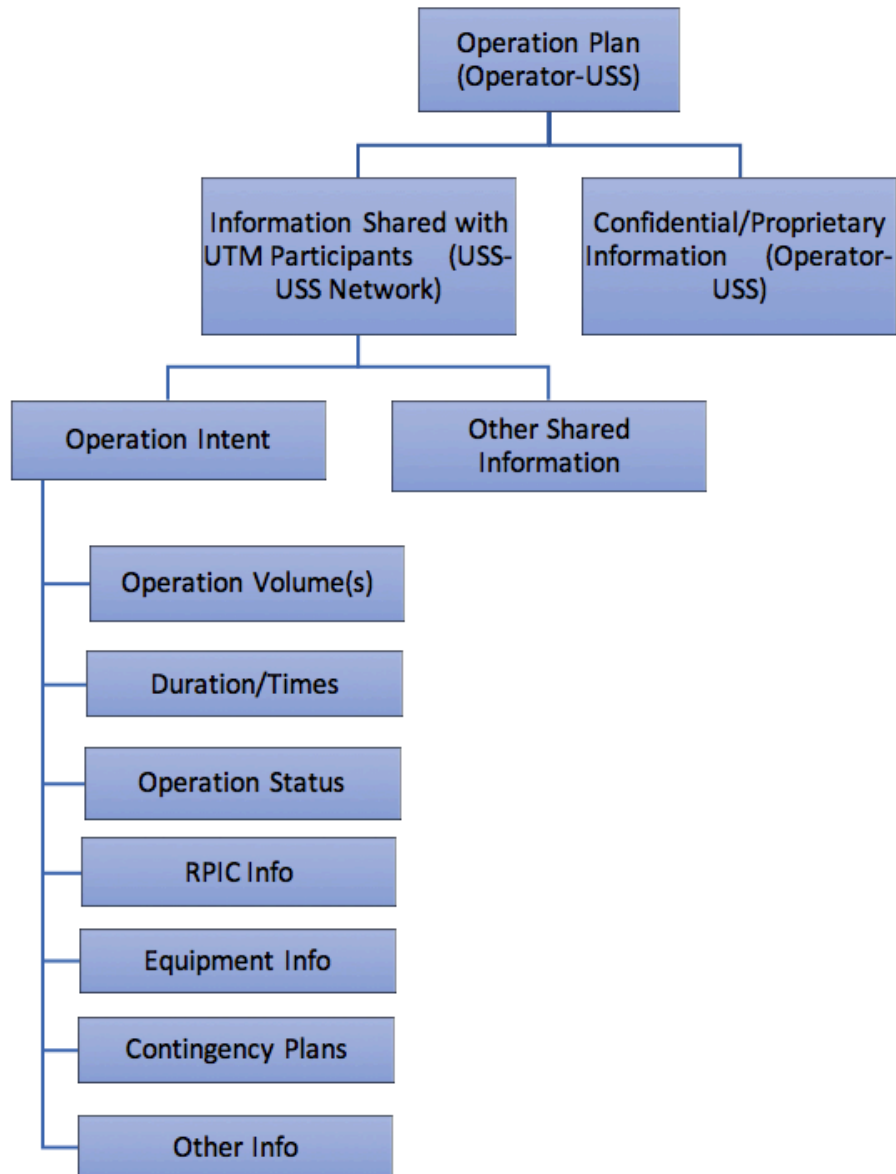 Operation Plan
(Operator-USS)
Information Shared with
UTM Participants (USS-
USS Network)
Confidential/Proprietary
Information (Operator-
USS)
Operation Intent
Other Shared
Information
Operation Volume(s)
Duration/Times
Operation Status
RPIC Info
Equipment Info
Contingency Plans
Other Info